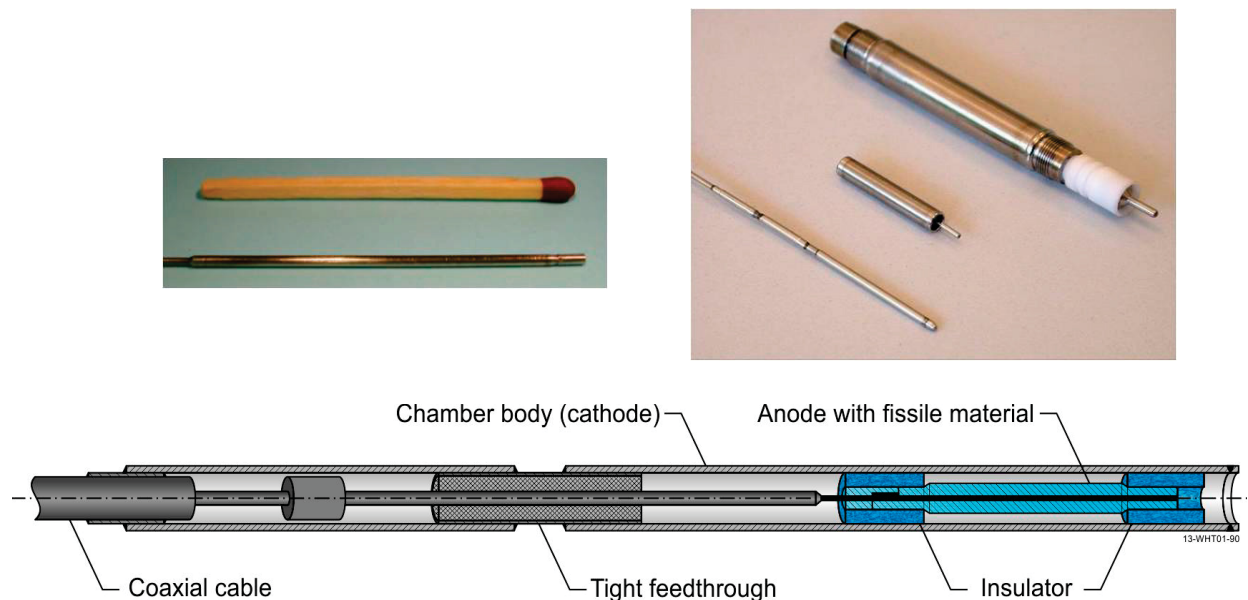 Chamber body (cathode)
Anode with fissile material
13-WHT01-90
Coaxial cable
Tight feedthrough
Insulator